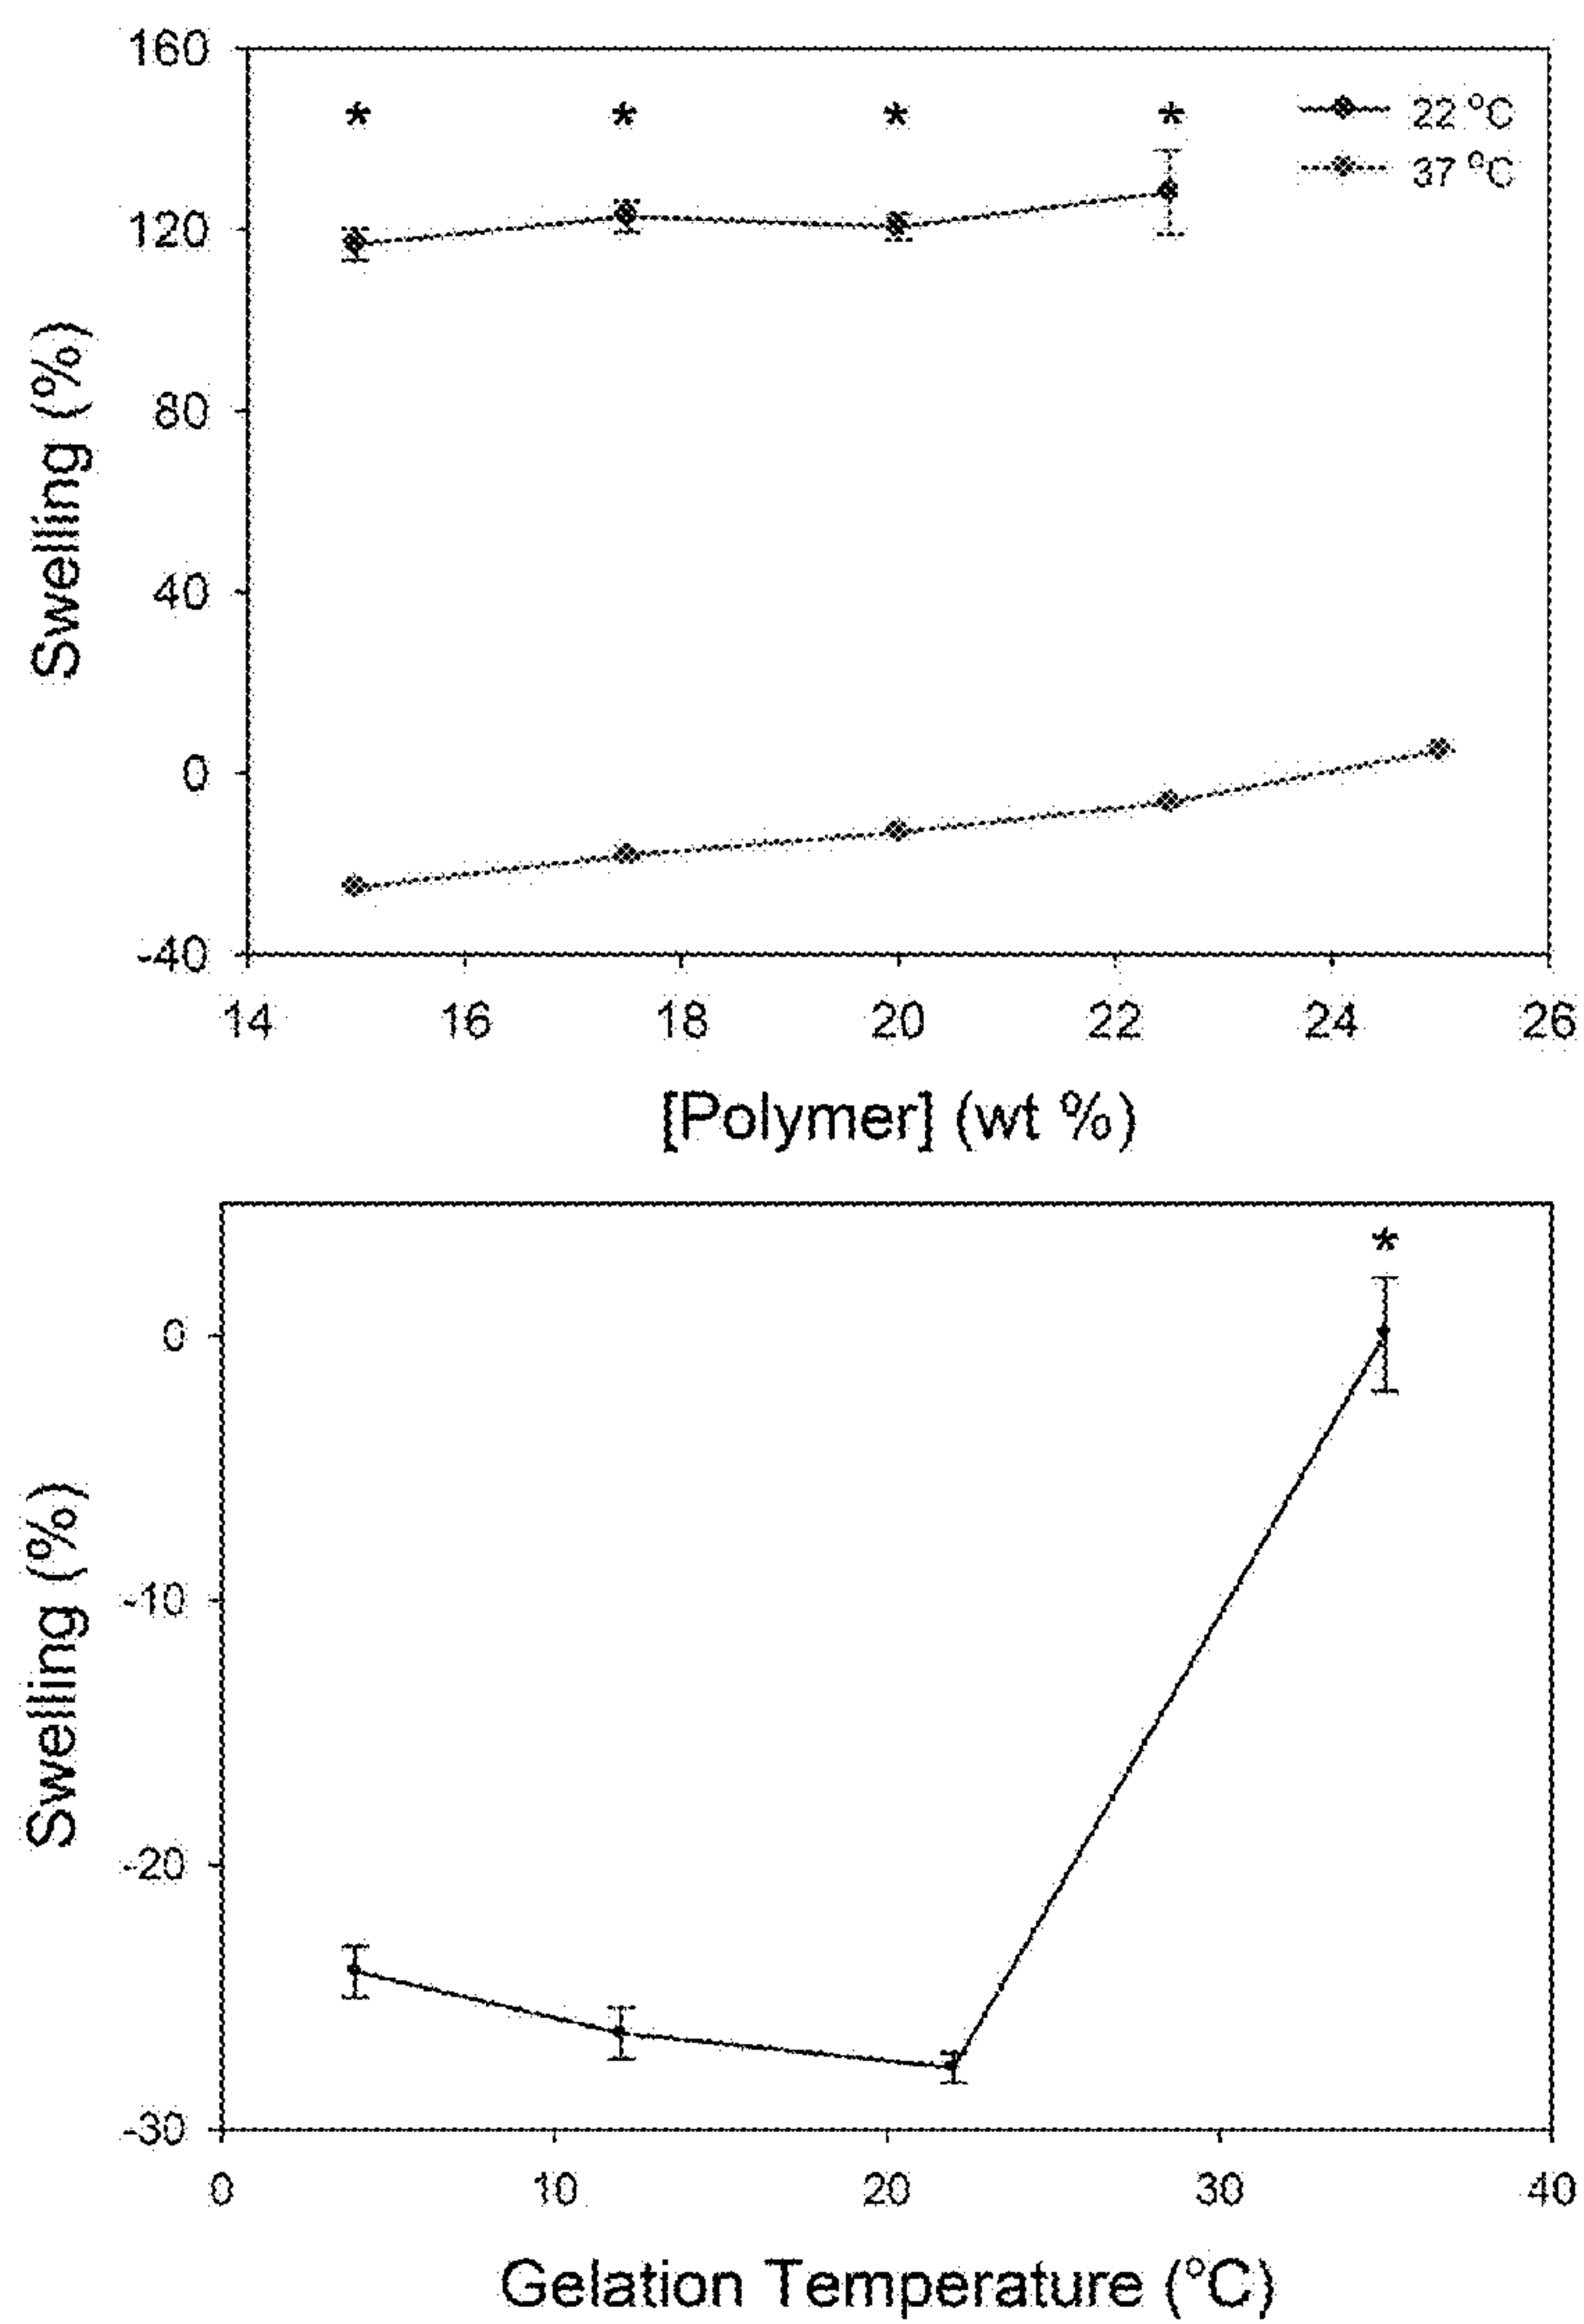 160
120
80
40
0
-40
Swelling (%)
* * * *
22 °C
37 °C
14 16 18 20 22 24 26
[Polymer] (wt %)
*
0
-10
-20
-30
Swelling (%)
0 10 20 30 40
Gelation Temperature (°C)